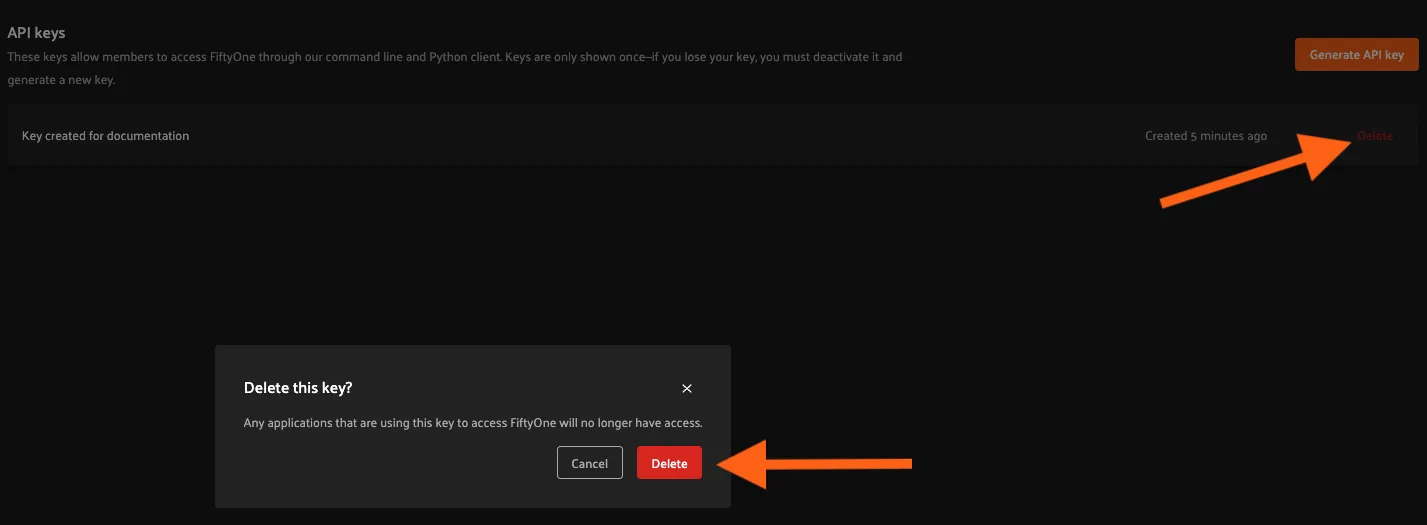 API keys
These keys allow members to access FiftyOne through our command line and Python client. Keys are only shown once—if you lose your key, you must deactivate it and
generate a new key.
Generate API key
Key created for documentation
Created 5 minutes ago
Delete
Delete this key?
Any applications that are using this key to access FiftyOne will no longer have access.
Cancel
Delete